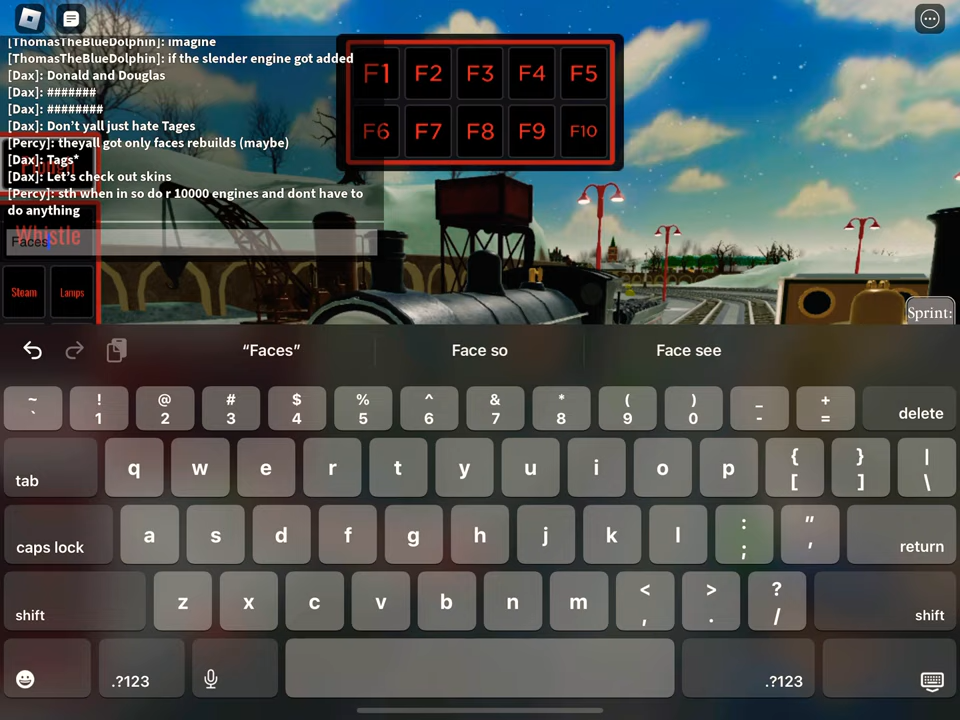 [ThomasTheBlueDolphin]: imagine
[ThomasTheBlueDolphin]: if the slender engine got added
[Dax]: Donald and Douglas
[Dax]: #######
[Dax]: ########
[Dax]: Don't yall just hate Tages
[Percy]: theyall got only faces rebuilds (maybe)
[Dax]: Tags*
[Dax]: Let's check out skins
[Percy]: sth when in so do r 10000 engines and dont have to
do anything
Faces
Whistle
Steam Lamps
F1 F2 F3 F4 F5
F6 F7 F8 F9 F10
Sprint:
“Faces” Face so Face see
~ ! @ # $ % ^ & * ( ) _ +
` 1 2 3 4 5 6 7 8 9 0 - = delete
tab q w e r t y u i o p { [ } ] | \
caps lock a s d f g h j k l : ; " ' return
shift z x c v b n m < , > . ? / shift
.?123 .?123